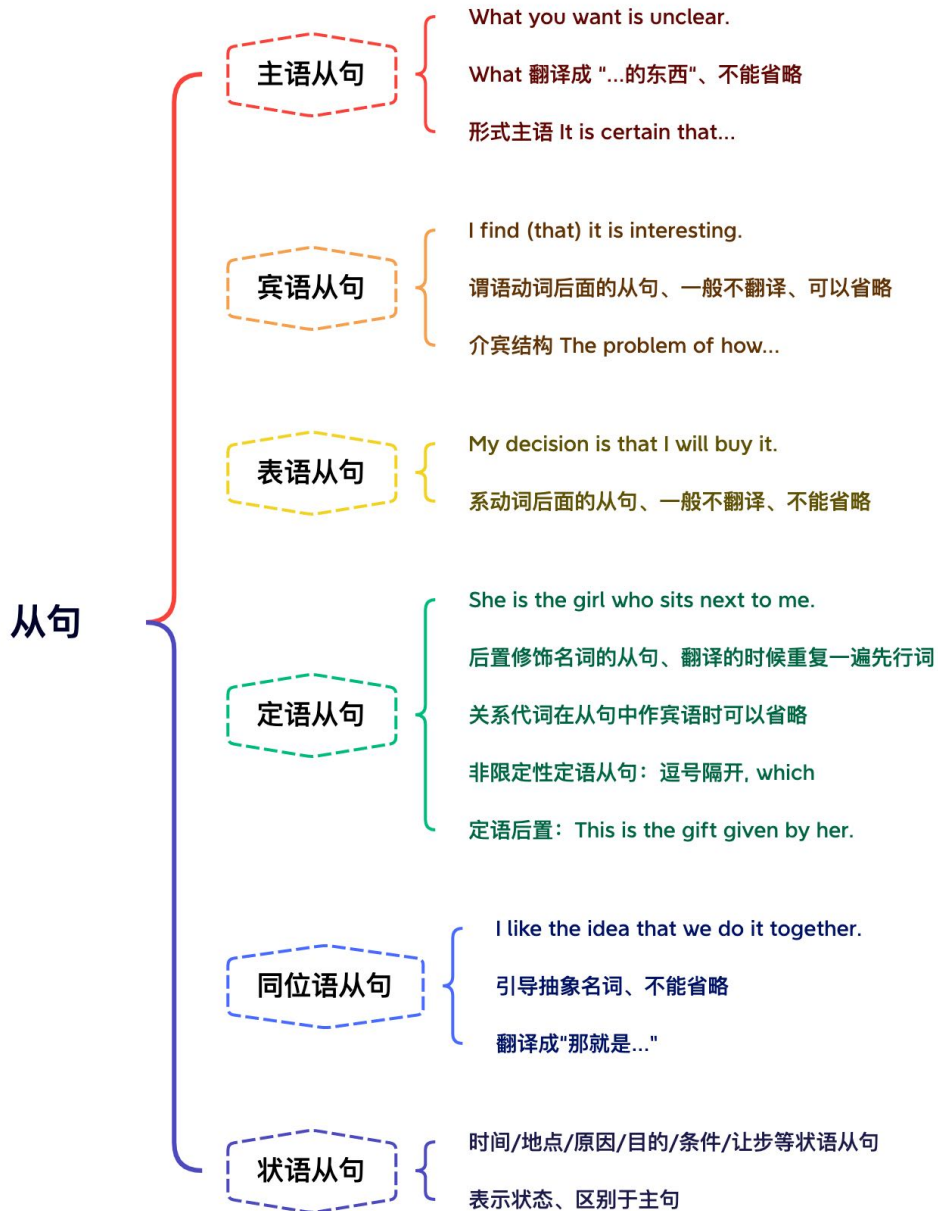 从句
主语从句
What you want is unclear.
What 翻译成 "...的东西"、不能省略
形式主语 It is certain that...
宾语从句
I find (that) it is interesting.
谓语动词后面的从句、一般不翻译、可以省略
介宾结构 The problem of how...
表语从句
My decision is that I will buy it.
系动词后面的从句、一般不翻译、不能省略
定语从句
She is the girl who sits next to me.
后置修饰名词的从句、翻译的时候重复一遍先行词
关系代词在从句中作宾语时可以省略
非限定性定语从句：逗号隔开, which
定语后置：This is the gift given by her.
同位语从句
I like the idea that we do it together.
引导抽象名词、不能省略
翻译成"那就是..."
状语从句
时间/地点/原因/目的/条件/让步等状语从句
表示状态、区别于主句